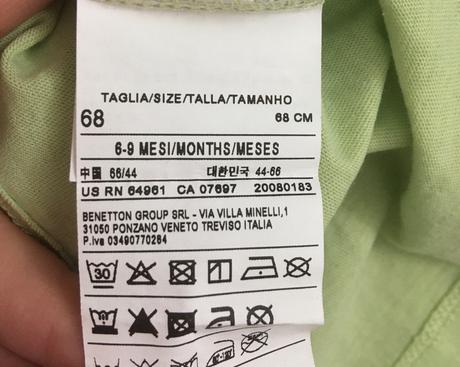 TAGLIA/SIZE/TALLA/TAMANHO
68 68 CM
6-9 MESI/MONTHS/MESES
中国 66/44 대한민국 44-66
US RN 64961 CA 07697 20080183
BENETTON GROUP SRL - VIA VILLA MINELLI,1
31050 PONZANO VENETO TREVISO ITALIA
P.iva 03490770264
30